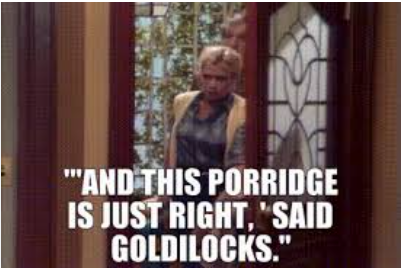 "'AND THIS PORRIDGE
IS JUST RIGHT,' SAID
GOLDILOCKS."